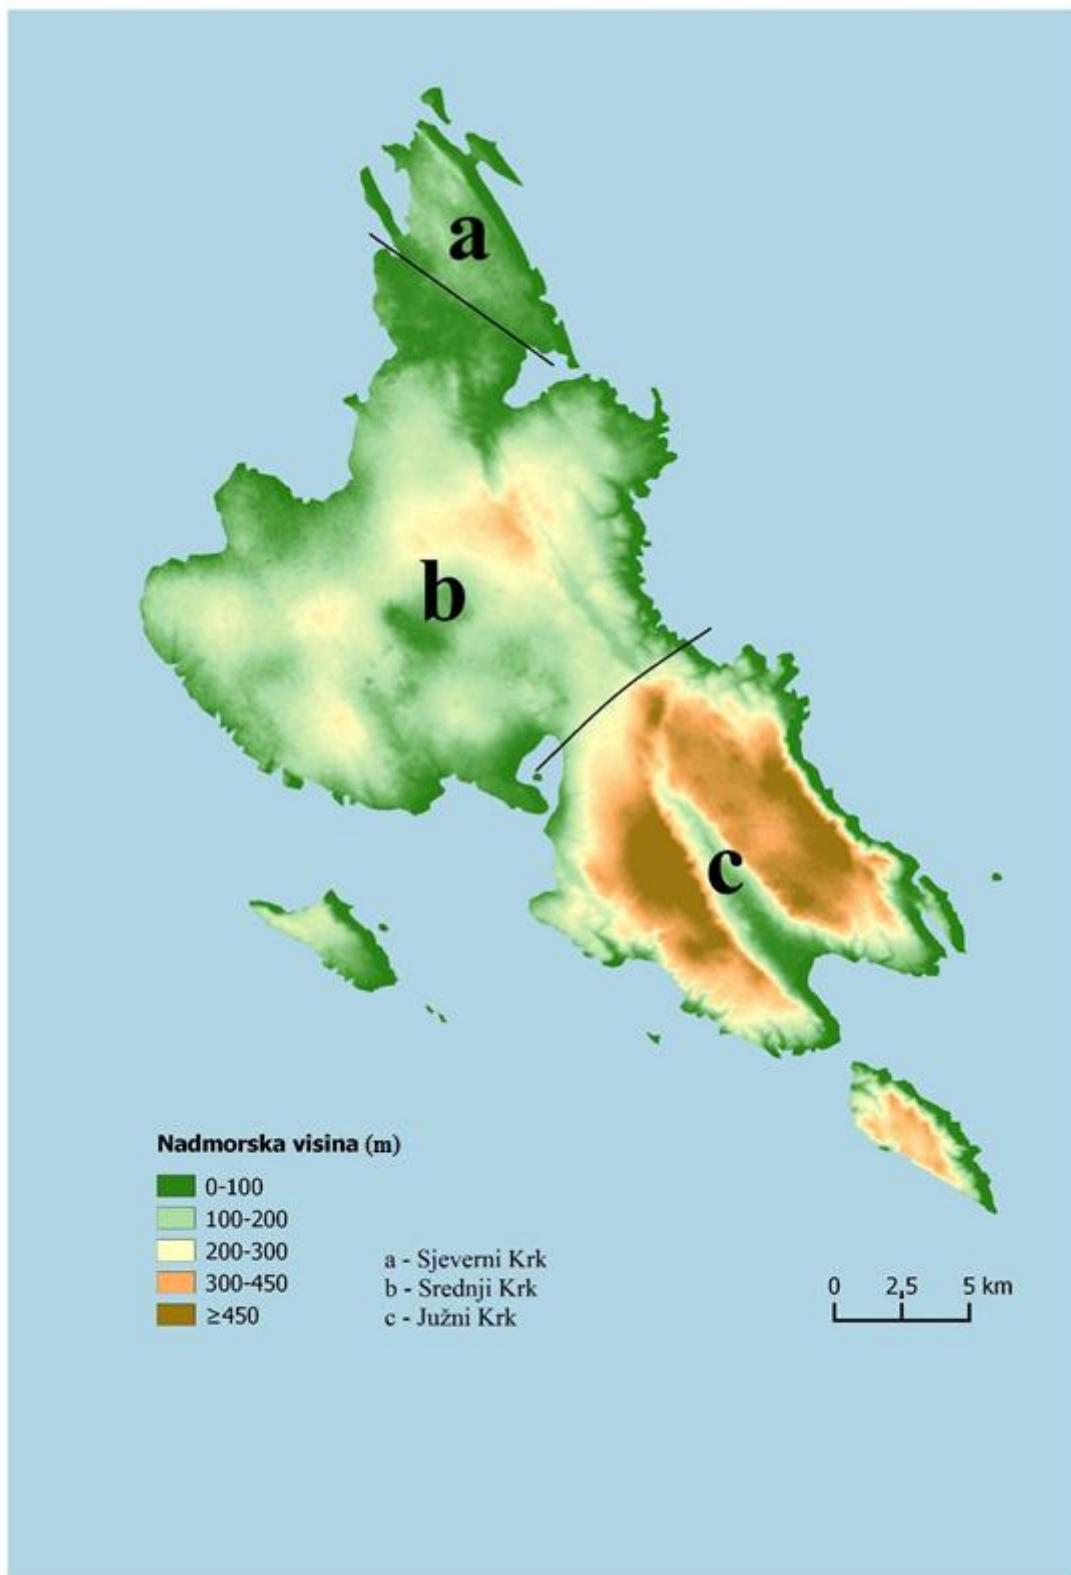 a
b
c
Nadmorska visina (m)
0-100
100-200
200-300
300-450
≥450
a - Sjeverni Krk
b - Srednji Krk
c - Južni Krk
0 2,5 5 km